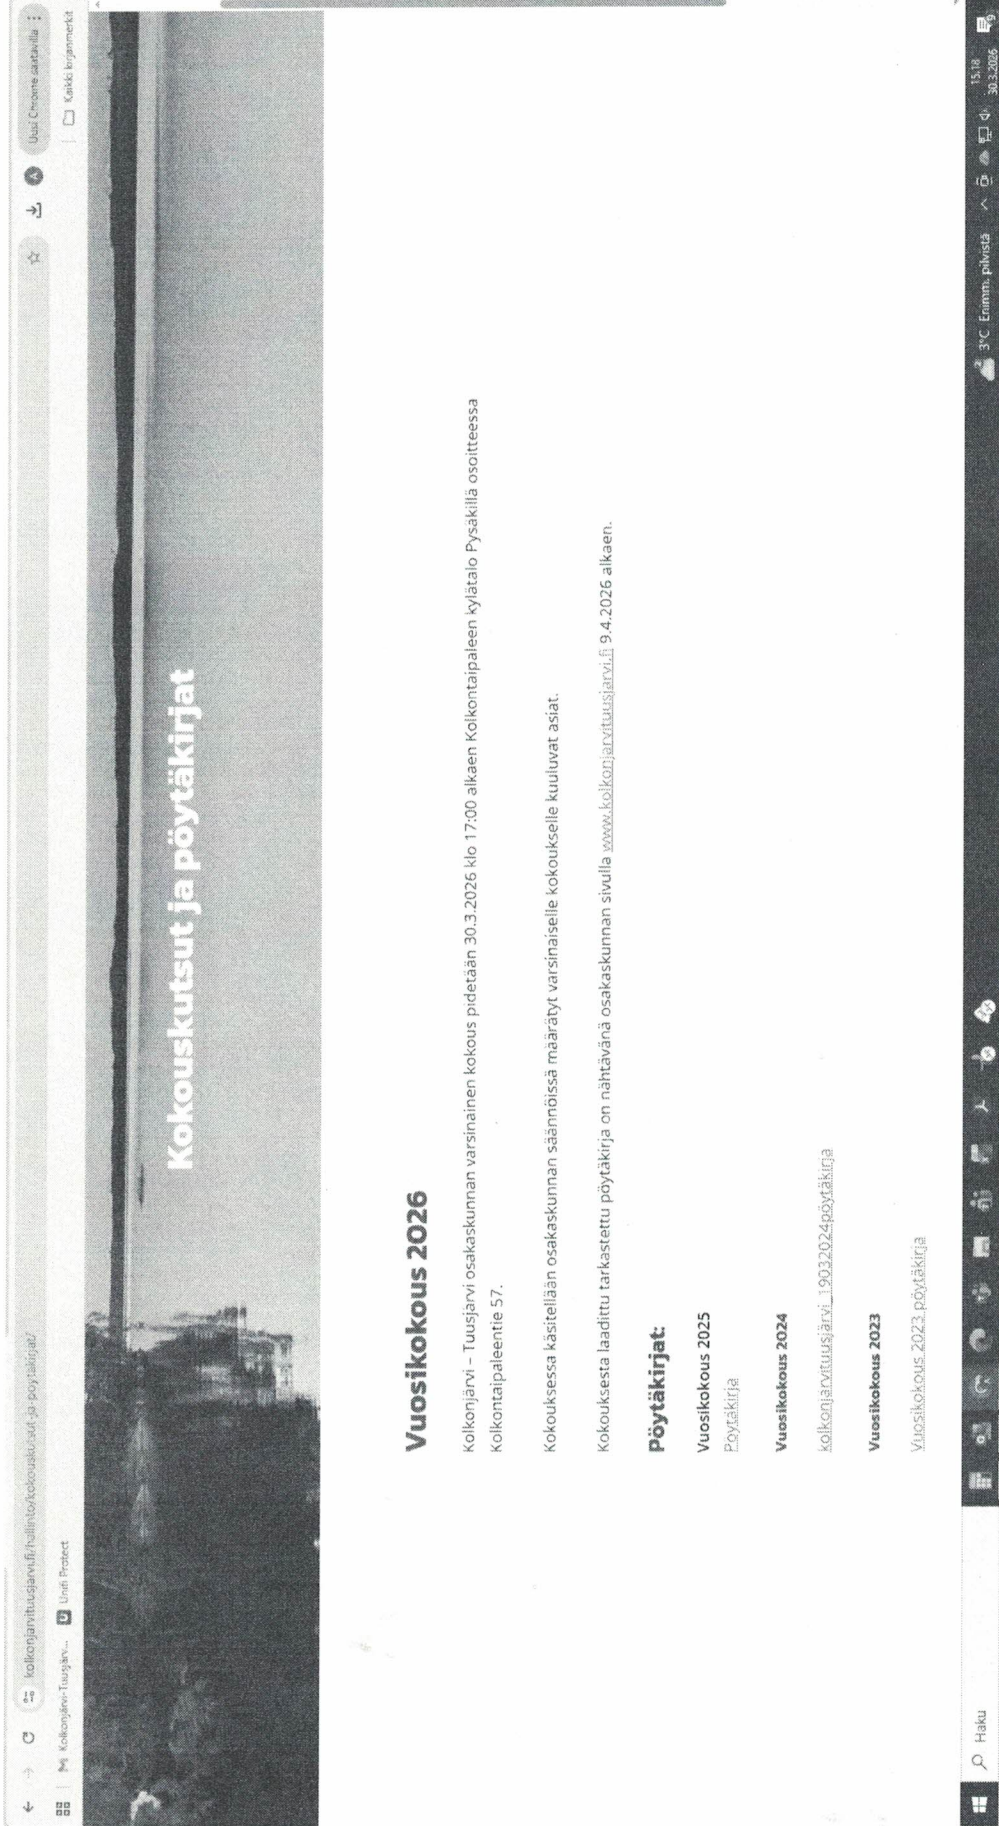 kolkonjarvituusjarvi.fi/hallinto/kokouskutsut-ja-poytakirjat/
Uusi Chrome saatavilla
Kolkonjärvi-Tuusjärv...
Unifi Protect
Kaikki kirjanmerkit
Kokouskutsut ja pöytäkirjat
Vuosikokous 2026
Kolkonjärvi – Tuusjärvi osakaskunnan varsinainen kokous pidetään 30.3.2026 klo 17:00 alkaen Kolkontaipaleen kylätalo Pysäkillä osoitteessa
Kolkontaipaleentie 57.
Kokouksessa käsitellään osakaskunnan säännöissä määrätyt varsinaiselle kokoukselle kuuluvat asiat.
Kokouksesta laadittu tarkastettu pöytäkirja on nähtävänä osakaskunnan sivulla www.kolkonjarvituusjarvi.fi 9.4.2026 alkaen.
Pöytäkirjat:
Vuosikokous 2025
Pöytäkirja
Vuosikokous 2024
kolkonjärvituusjärvi_19032024pöytäkirja
Vuosikokous 2023
Vuosikokous 2023 pöytäkirja
Haku
3°C Enimm. pilvistä
15.18
30.3.2026